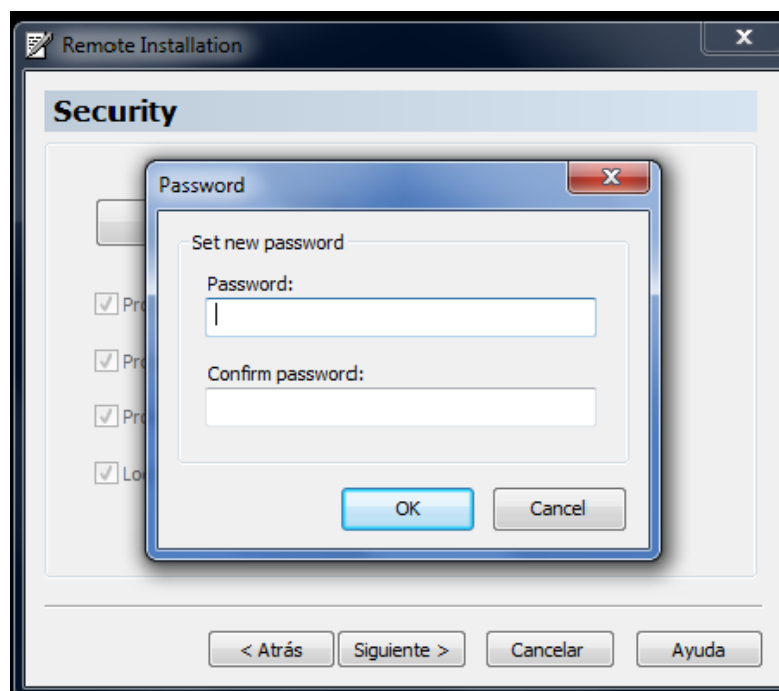 Remote Installation
Security
Password
Set new password
Password:
Confirm password:
OK Cancel
< Atrás Siguiente > Cancelar Ayuda